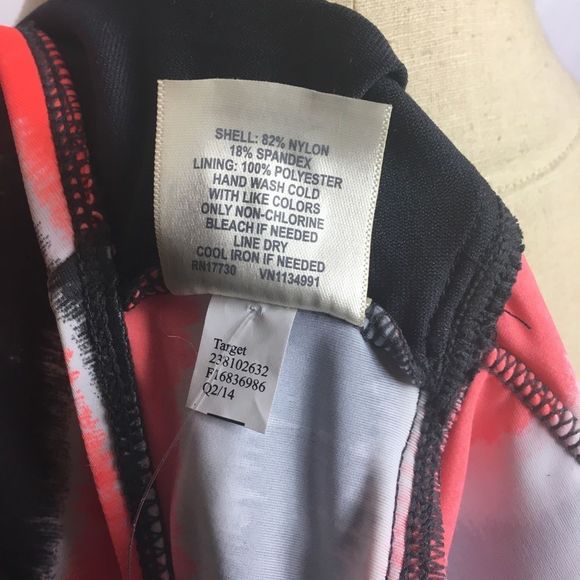 SHELL: 82% NYLON
18% SPANDEX
LINING: 100% POLYESTER
HAND WASH COLD
WITH LIKE COLORS
ONLY NON-CHLORINE
BLEACH IF NEEDED
LINE DRY
COOL IRON IF NEEDED
RN17730 VN1134991
Target
238102632
F16836986
Q2/14